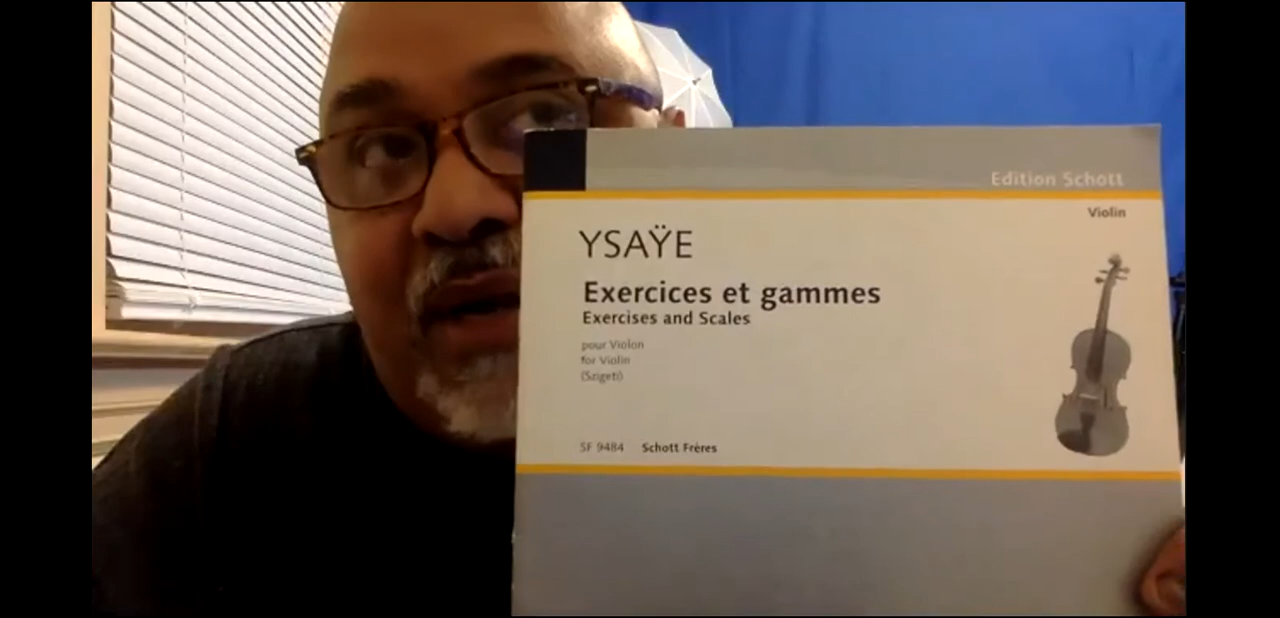 Edition Schott
Violin
YSAŸE
Exercices et gammes
Exercises and Scales
pour Violon
for Violin
(Szigeti)
SF 9484 Schott Frères